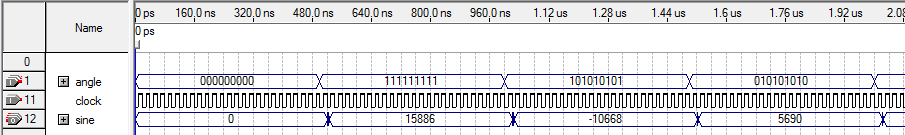 Name
0 ps 160.0 ns 320.0 ns 480.0 ns 640.0 ns 800.0 ns 960.0 ns 1.12 us 1.28 us 1.44 us 1.6 us 1.76 us 1.92 us 2.08
0 ps
0
1 angle 000000000 111111111 101010101 010101010
11 clock
12 sine 0 15886 -10668 5690